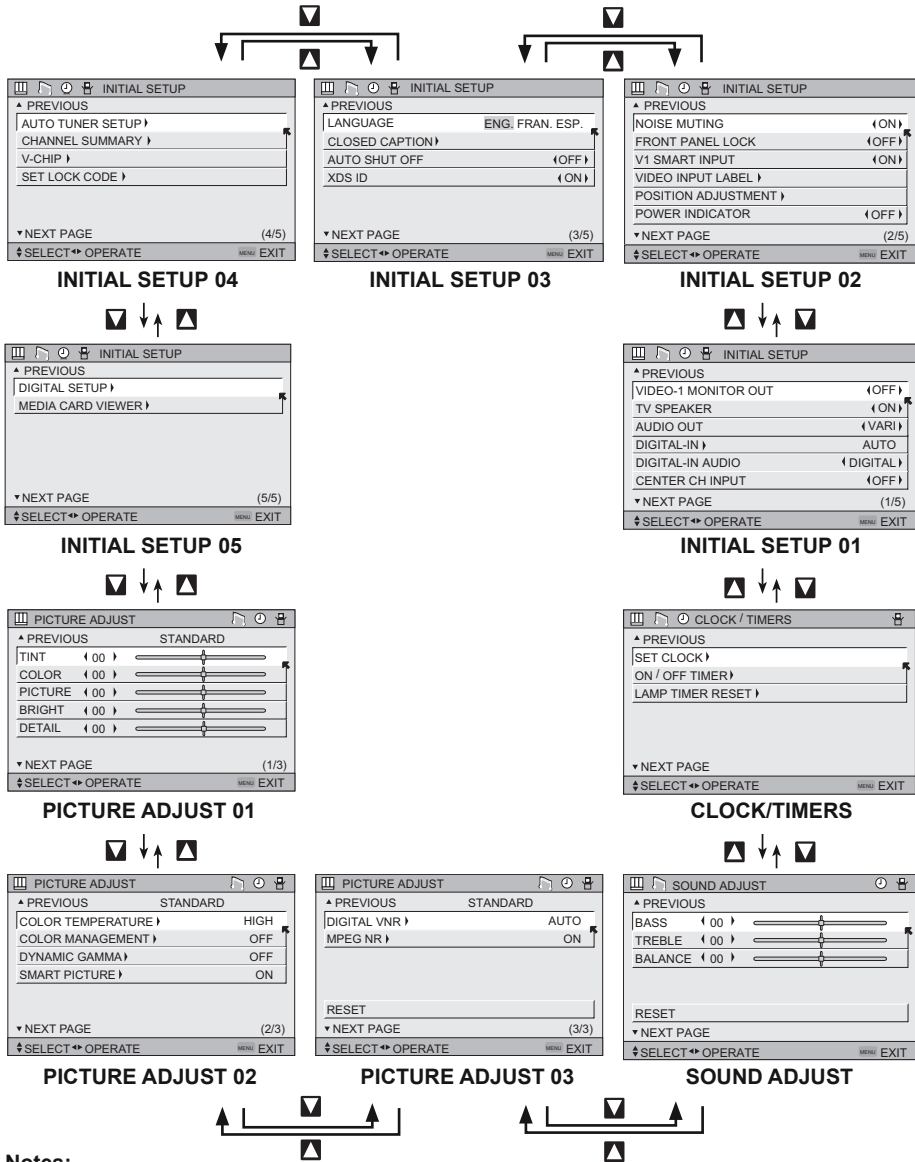 INITIAL SETUP
PREVIOUS
AUTO TUNER SETUP
CHANNEL SUMMARY
V-CHIP
SET LOCK CODE
NEXT PAGE (4/5)
SELECT OPERATE MENU EXIT
INITIAL SETUP 04
INITIAL SETUP
PREVIOUS
LANGUAGE ENG. FRAN. ESP.
CLOSED CAPTION
AUTO SHUT OFF OFF
XDS ID ON
NEXT PAGE (3/5)
SELECT OPERATE MENU EXIT
INITIAL SETUP 03
INITIAL SETUP
PREVIOUS
NOISE MUTING ON
FRONT PANEL LOCK OFF
V1 SMART INPUT ON
VIDEO INPUT LABEL
POSITION ADJUSTMENT
POWER INDICATOR OFF
NEXT PAGE (2/5)
SELECT OPERATE MENU EXIT
INITIAL SETUP 02
INITIAL SETUP
PREVIOUS
DIGITAL SETUP
MEDIA CARD VIEWER
NEXT PAGE (5/5)
SELECT OPERATE MENU EXIT
INITIAL SETUP 05
INITIAL SETUP
PREVIOUS
VIDEO-1 MONITOR OUT OFF
TV SPEAKER ON
AUDIO OUT VARI
DIGITAL-IN AUTO
DIGITAL-IN AUDIO DIGITAL
CENTER CH INPUT OFF
NEXT PAGE (1/5)
SELECT OPERATE MENU EXIT
INITIAL SETUP 01
PICTURE ADJUST
PREVIOUS STANDARD
TINT 00
COLOR 00
PICTURE 00
BRIGHT 00
DETAIL 00
NEXT PAGE (1/3)
SELECT OPERATE MENU EXIT
PICTURE ADJUST 01
CLOCK / TIMERS
PREVIOUS
SET CLOCK
ON / OFF TIMER
LAMP TIMER RESET
NEXT PAGE
SELECT OPERATE MENU EXIT
CLOCK/TIMERS
PICTURE ADJUST
PREVIOUS STANDARD
COLOR TEMPERATURE HIGH
COLOR MANAGEMENT OFF
DYNAMIC GAMMA OFF
SMART PICTURE ON
NEXT PAGE (2/3)
SELECT OPERATE MENU EXIT
PICTURE ADJUST 02
PICTURE ADJUST
PREVIOUS STANDARD
DIGITAL VNR AUTO
MPEG NR ON
RESET
NEXT PAGE (3/3)
SELECT OPERATE MENU EXIT
PICTURE ADJUST 03
SOUND ADJUST
PREVIOUS
BASS 00
TREBLE 00
BALANCE 00
RESET
NEXT PAGE
SELECT OPERATE MENU EXIT
SOUND ADJUST